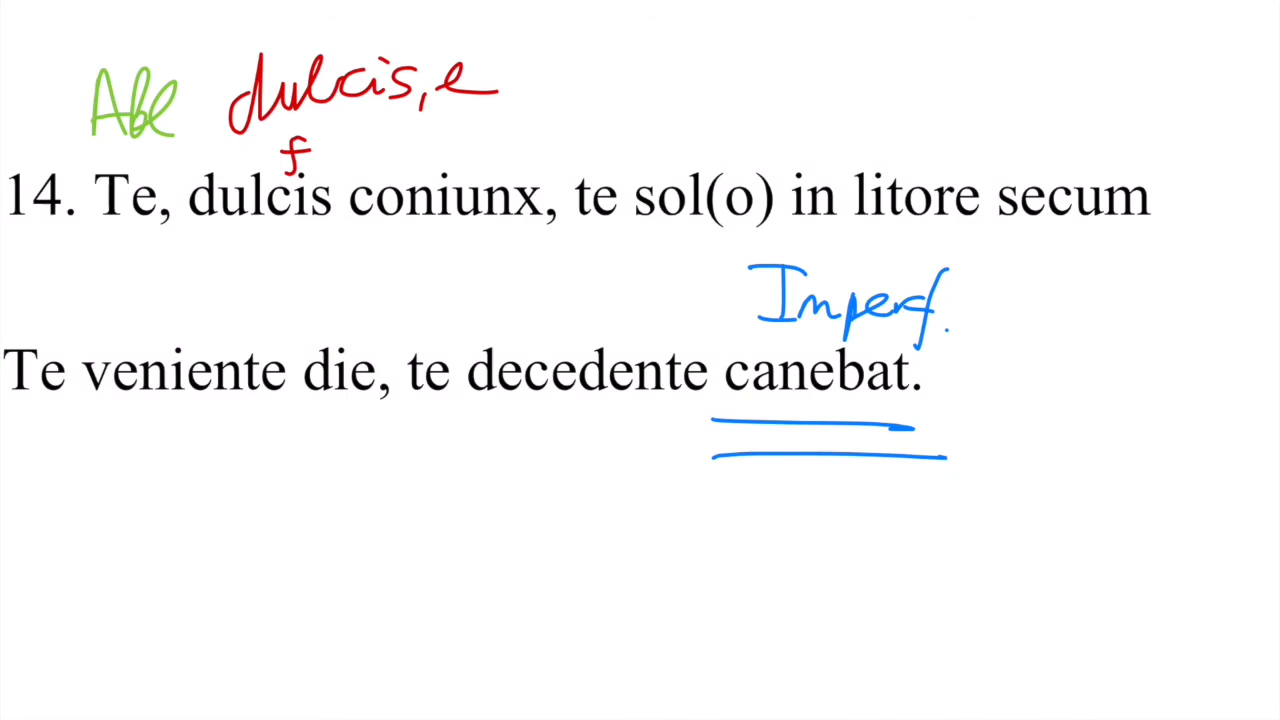 Abl dulcis, e
f
14. Te, dulcis coniunx, te sol(o) in litore secum
Imperf.
Te veniente die, te decedente canebat.